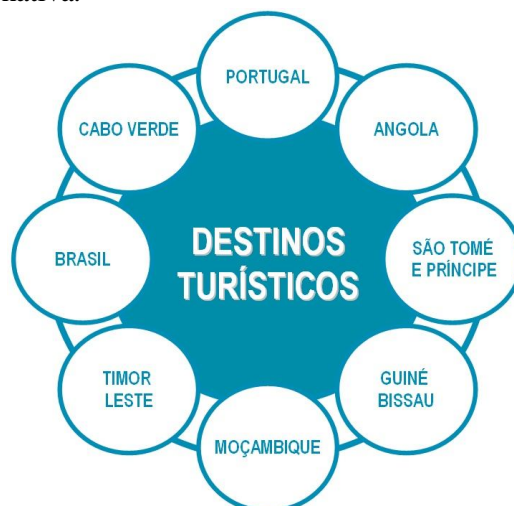 PORTUGAL
CABO VERDE
ANGOLA
BRASIL
DESTINOS
TURÍSTICOS
SÃO TOMÉ
E PRÍNCIPE
TIMOR
LESTE
GUINÉ
BISSAU
MOÇAMBIQUE